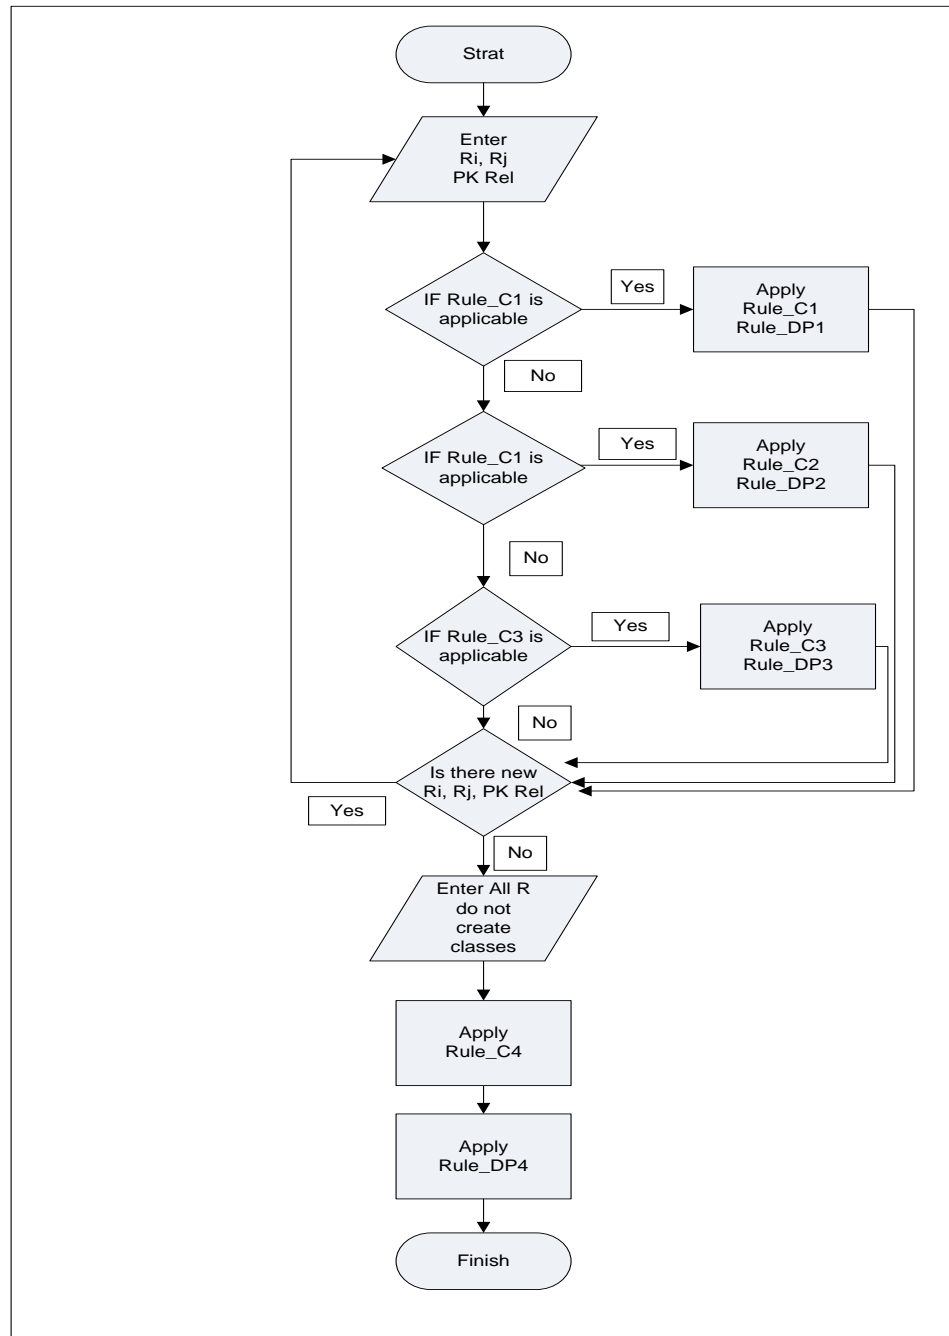 Strat
Enter
Ri, Rj
PK Rel
IF Rule_C1 is
applicable
Yes
Apply
Rule_C1
Rule_DP1
No
IF Rule_C1 is
applicable
Yes
Apply
Rule_C2
Rule_DP2
No
IF Rule_C3 is
applicable
Yes
Apply
Rule_C3
Rule_DP3
No
Is there new
Ri, Rj, PK Rel
Yes
No
Enter All R
do not
create
classes
Apply
Rule_C4
Apply
Rule_DP4
Finish